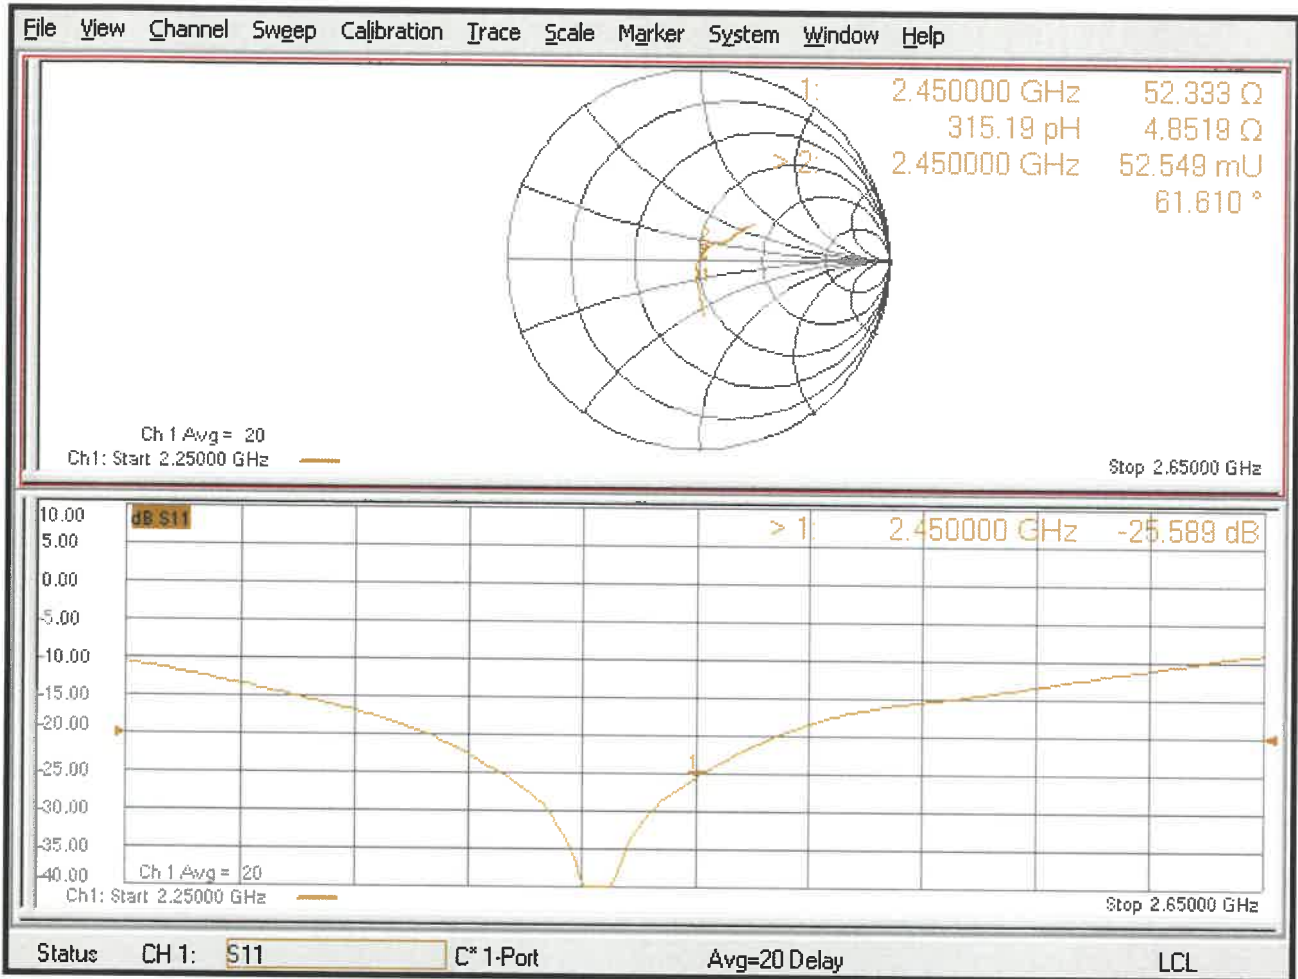 File View Channel Sweep Calibration Trace Scale Marker System Window Help
1: 2.450000 GHz 52.333 Ω
315.19 pH 4.8519 Ω
> 2: 2.450000 GHz 52.549 mU
61.610 °
Ch 1 Avg = 20
Ch1: Start 2.25000 GHz
Stop 2.65000 GHz
10.00
dB S11
> 1: 2.450000 GHz -25.589 dB
5.00
0.00
-5.00
-10.00
-15.00
-20.00
-25.00
1
-30.00
-35.00
-40.00
Ch 1 Avg = 20
Ch1: Start 2.25000 GHz
Stop 2.65000 GHz
Status CH 1: S11 C* 1-Port Avg=20 Delay LCL